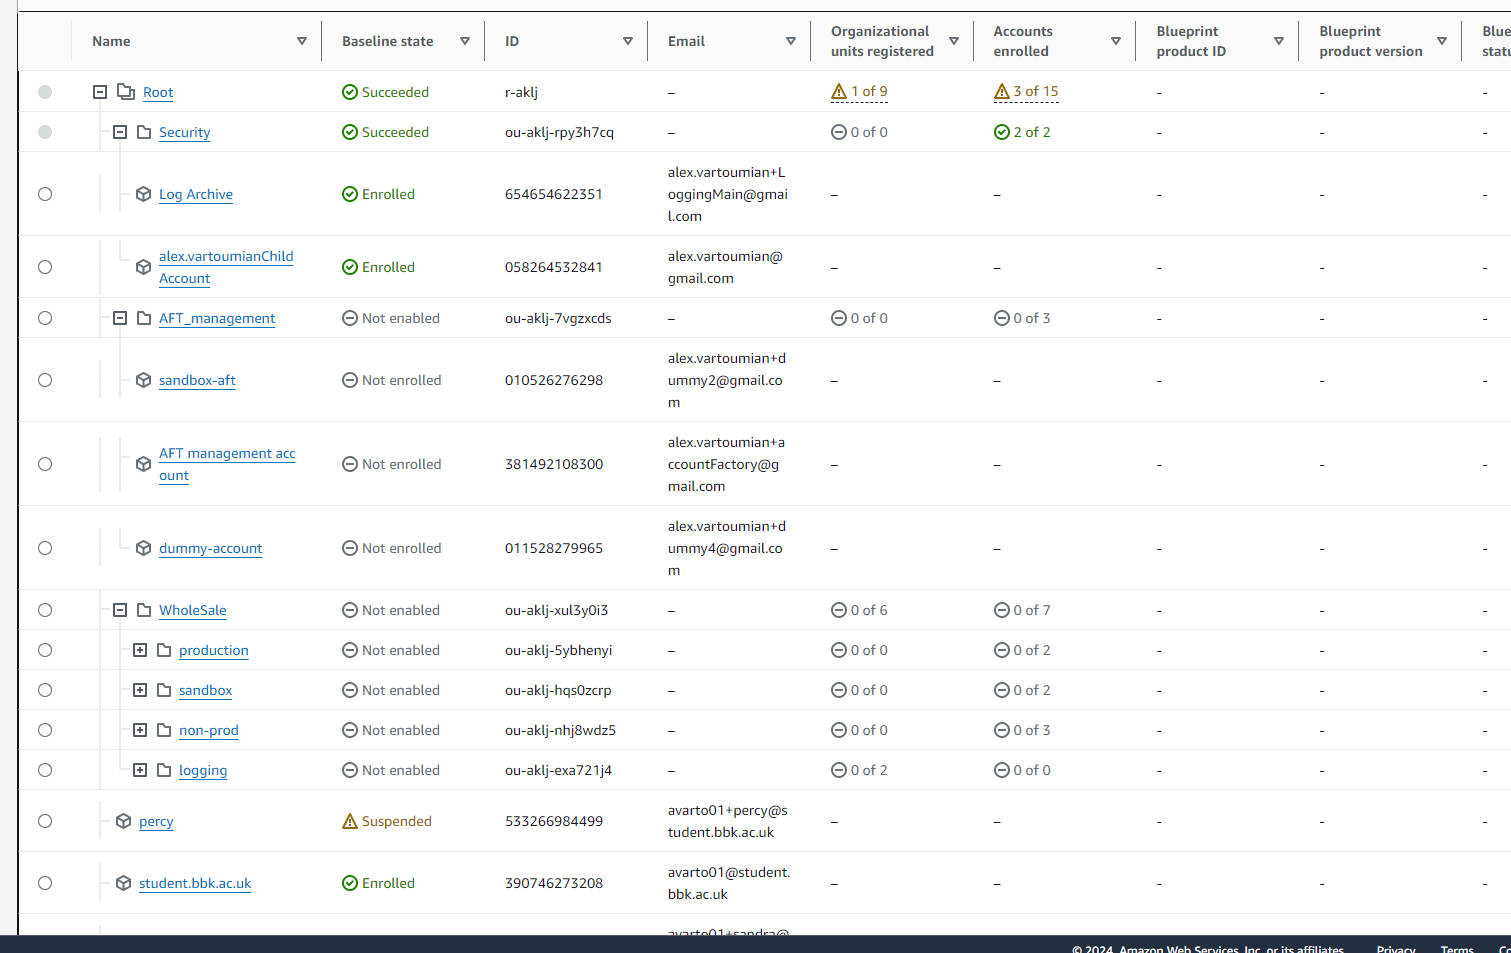 Name Baseline state ID Email Organizational units registered Accounts enrolled Blueprint product ID Blueprint product version
Root Succeeded r-aklj – 1 of 9 3 of 15 - - -
Security Succeeded ou-aklj-rpy3h7cq – 0 of 0 2 of 2 - - -
Log Archive Enrolled 654654622351 alex.vartoumian+LoggingMain@gmail.com – – - - -
alex.vartoumianChild Account Enrolled 058264532841 alex.vartoumian@gmail.com – – - - -
AFT_management Not enabled ou-aklj-7vgzxcds – 0 of 0 0 of 3 - - -
sandbox-aft Not enrolled 010526276298 alex.vartoumian+dummy2@gmail.com – – - - -
AFT management account Not enrolled 381492108300 alex.vartoumian+accountFactory@gmail.com – – - - -
dummy-account Not enrolled 011528279965 alex.vartoumian+dummy4@gmail.com – – - - -
WholeSale Not enabled ou-aklj-xul3y0i3 – 0 of 6 0 of 7 - - -
production Not enabled ou-aklj-5ybhenyi – 0 of 0 0 of 2 - - -
sandbox Not enabled ou-aklj-hqs0zcrp – 0 of 0 0 of 2 - - -
non-prod Not enabled ou-aklj-nhj8wdz5 – 0 of 0 0 of 3 - - -
logging Not enabled ou-aklj-exa721j4 – 0 of 2 0 of 0 - - -
percy Suspended 533266984499 avarto01+percy@student.bbk.ac.uk – – - - -
student.bbk.ac.uk Enrolled 390746273208 avarto01@student.bbk.ac.uk – – - - -
avarto01+sandra@
© 2024, Amazon Web Services, Inc. or its affiliates. Privacy Terms